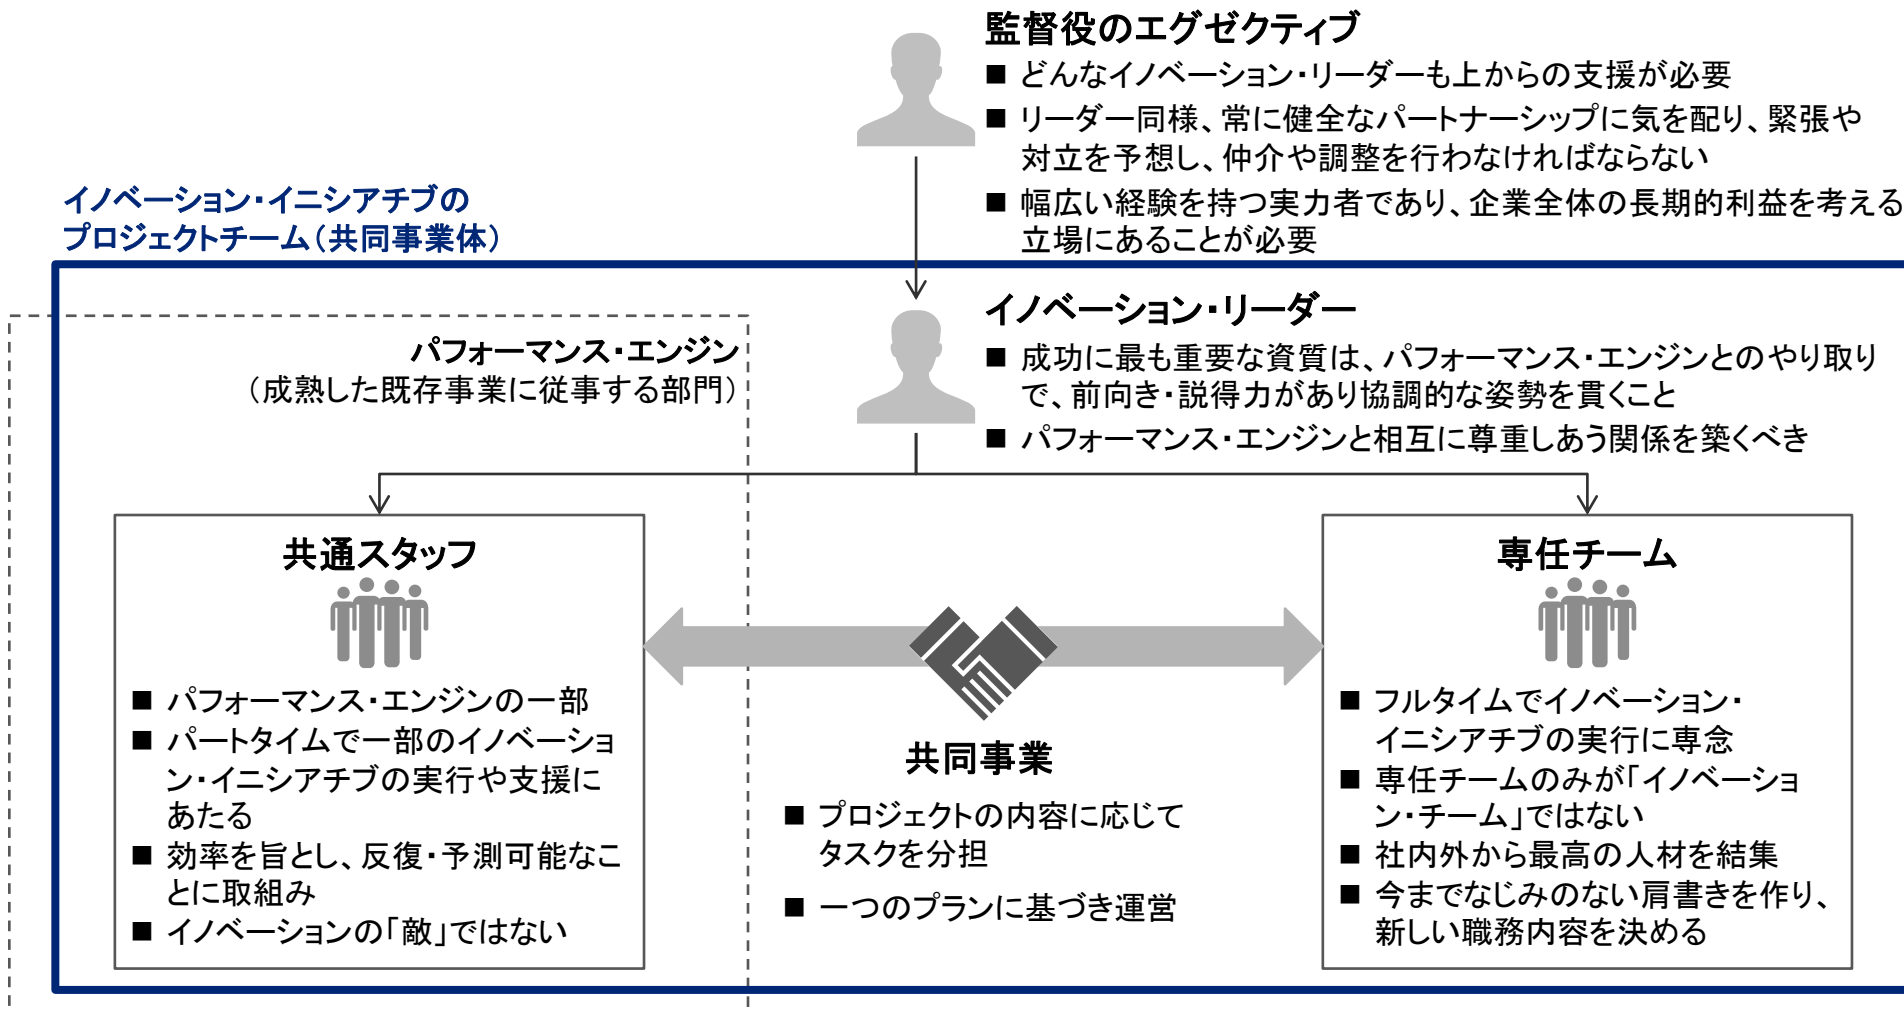 監督役のエグゼクティブ
■ どんなイノベーション・リーダーも上からの支援が必要
■ リーダー同様、常に健全なパートナーシップに気を配り、緊張や
対立を予想し、仲介や調整を行わなければならない
■ 幅広い経験を持つ実力者であり、企業全体の長期的利益を考える
立場にあることが必要
イノベーション・イニシアチブの
プロジェクトチーム（共同事業体）
イノベーション・リーダー
■ 成功に最も重要な資質は、パフォーマンス・エンジンとのやり取り
で、前向き・説得力があり協調的な姿勢を貫くこと
■ パフォーマンス・エンジンと相互に尊重しあう関係を築くべき
パフォーマンス・エンジン
（成熟した既存事業に従事する部門）
共通スタッフ
■ パフォーマンス・エンジンの一部
■ パートタイムで一部のイノベーショ
ン・イニシアチブの実行や支援に
あたる
■ 効率を旨とし、反復・予測可能なこ
とに取組み
■ イノベーションの「敵」ではない
共同事業
■ プロジェクトの内容に応じて
タスクを分担
■ 一つのプランに基づき運営
専任チーム
■ フルタイムでイノベーション・
イニシアチブの実行に専念
■ 専任チームのみが「イノベーショ
ン・チーム」ではない
■ 社内外から最高の人材を結集
■ 今までなじみのない肩書きを作り、
新しい職務内容を決める